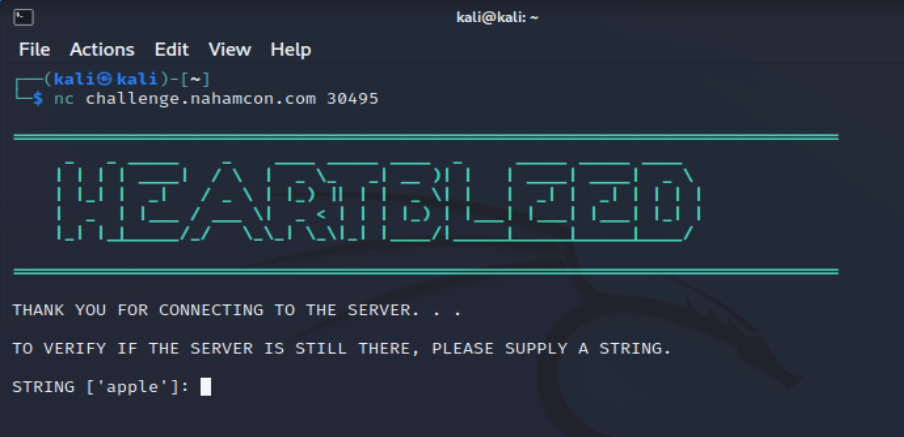 kali@kali: ~
File Actions Edit View Help
┌──(kali㉿kali)-[~]
└─$ nc challenge.nahamcon.com 30495
HEARTBLEED
THANK YOU FOR CONNECTING TO THE SERVER. . .
TO VERIFY IF THE SERVER IS STILL THERE, PLEASE SUPPLY A STRING.
STRING ['apple']: